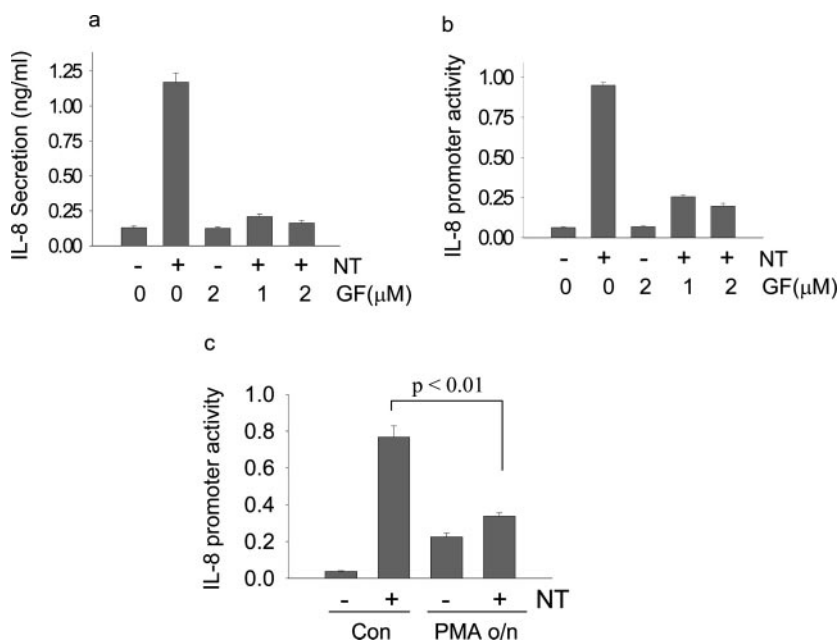 a
IL-8 Secretion (ng/ml)
1.25
1.00
0.75
0.50
0.25
0.00
- + - + + NT
0 0 2 1 2 GF(μM)
b
IL-8 promoter activity
1.00
0.75
0.50
0.25
0.00
- + - + + NT
0 0 2 1 2 GF(μM)
c
IL-8 promoter activity
1.0
0.8
0.6
0.4
0.2
0.0
p < 0.01
- + - + NT
Con PMA o/n